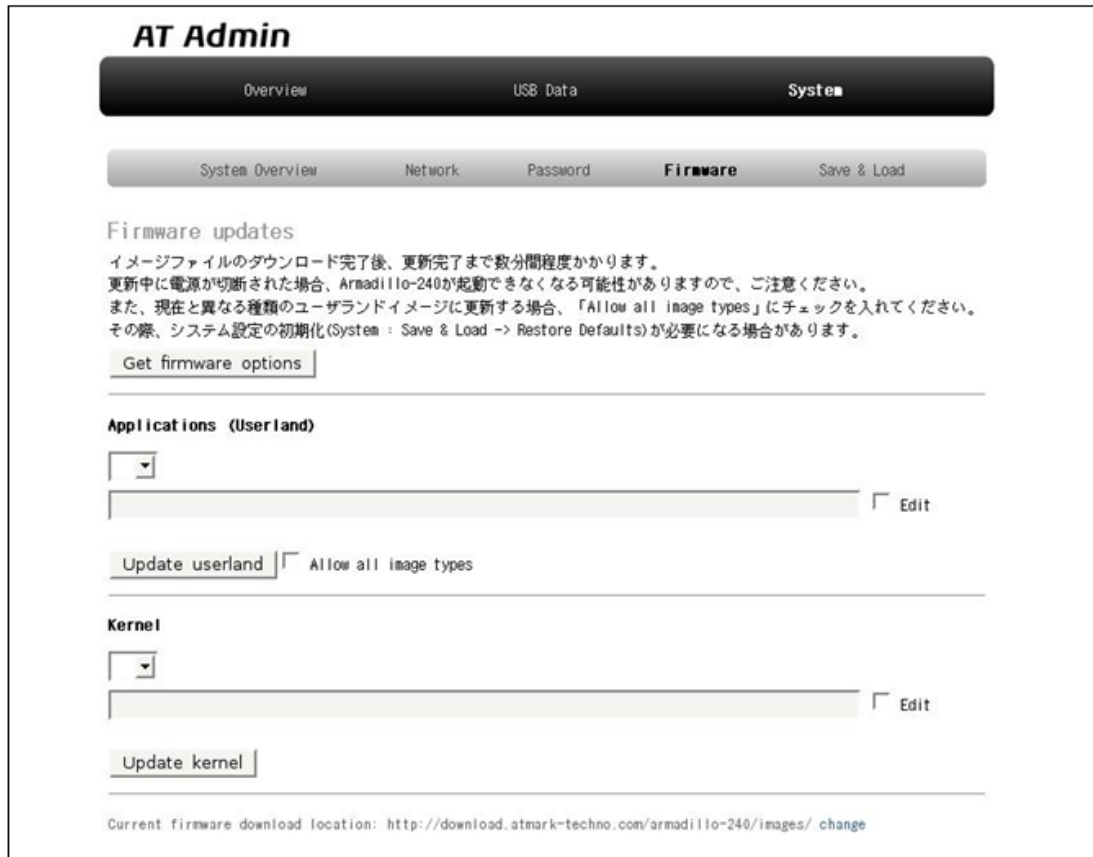 AT Admin
Overview USB Data System
System Overview Network Password Firmware Save & Load
Firmware updates
イメージファイルのダウンロード完了後、更新完了まで数分間程度かかります。
更新中に電源が切断された場合、Armadillo-240が起動できなくなる可能性がありますので、ご注意ください。
また、現在と異なる種類のユーザランドイメージに更新する場合、「Allow all image types」にチェックを入れてください。
その際、システム設定の初期化(System : Save & Load -> Restore Defaults)が必要になる場合があります。
Get firmware options
Applications (Userland)
Edit
Update userland Allow all image types
Kernel
Edit
Update kernel
Current firmware download location: http://download.atmark-techno.com/armadillo-240/images/ change